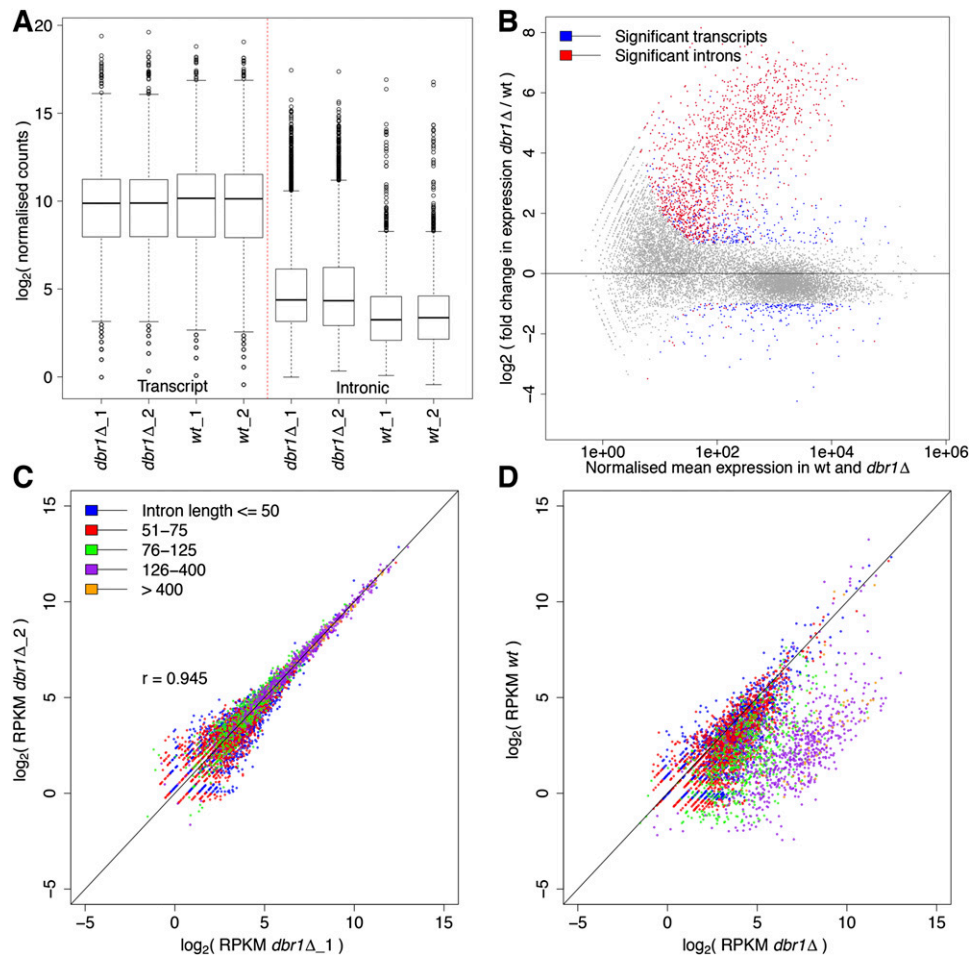 A
log2( normalised counts )
20
15
10
5
0
Transcript
Intronic
dbr1Δ_1
dbr1Δ_2
wt_1
wt_2
dbr1Δ_1
dbr1Δ_2
wt_1
wt_2
B
Significant transcripts
Significant introns
log2 ( fold change in expression dbr1Δ / wt )
8
6
4
2
0
−2
−4
1e+00
1e+02
1e+04
1e+06
Normalised mean expression in wt and dbr1Δ
C
Intron length <= 50
51−75
76−125
126−400
> 400
r = 0.945
log2( RPKM dbr1Δ_2 )
15
10
5
0
−5
−5 0 5 10 15
log2( RPKM dbr1Δ_1 )
D
log2( RPKM wt )
15
10
5
0
−5
−5 0 5 10 15
log2( RPKM dbr1Δ )